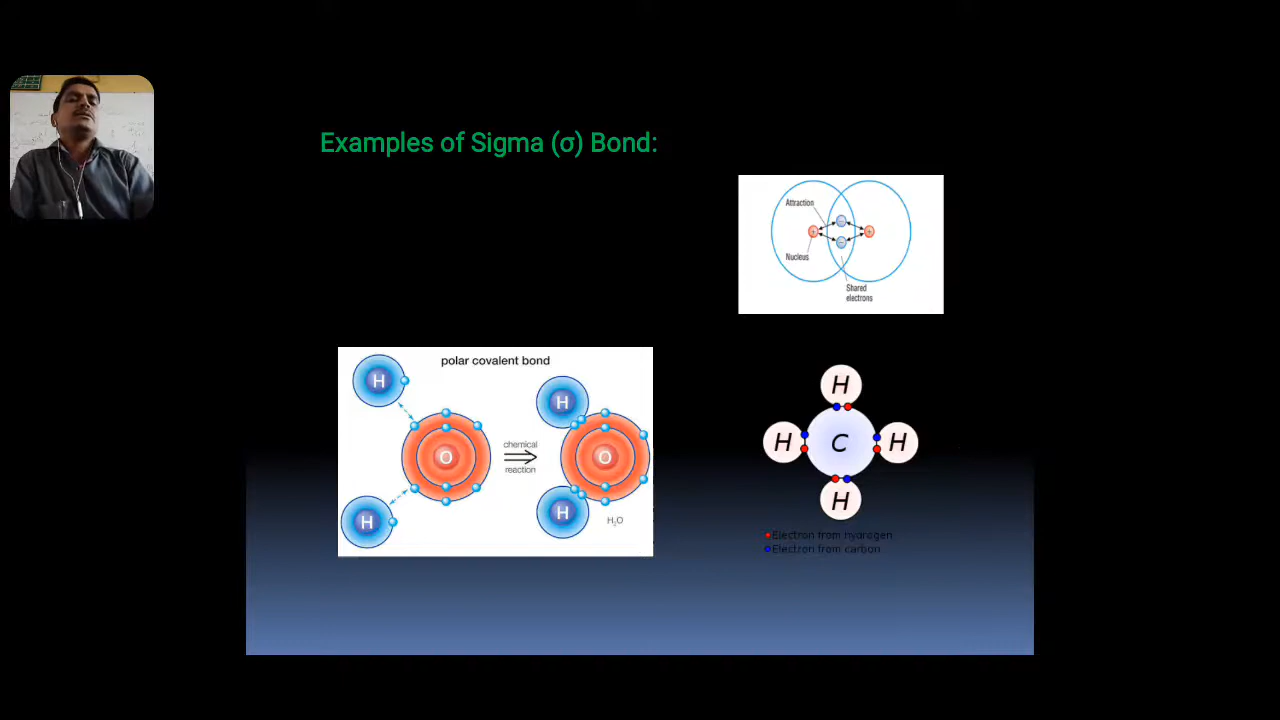 Examples of Sigma (σ) Bond:
Attraction
+
−
+
−
Nucleus
Shared
electrons
polar covalent bond
H
H
O
chemical
reaction
O
H
H
H₂O
H
H
C
H
H
Electron from hydrogen
Electron from carbon